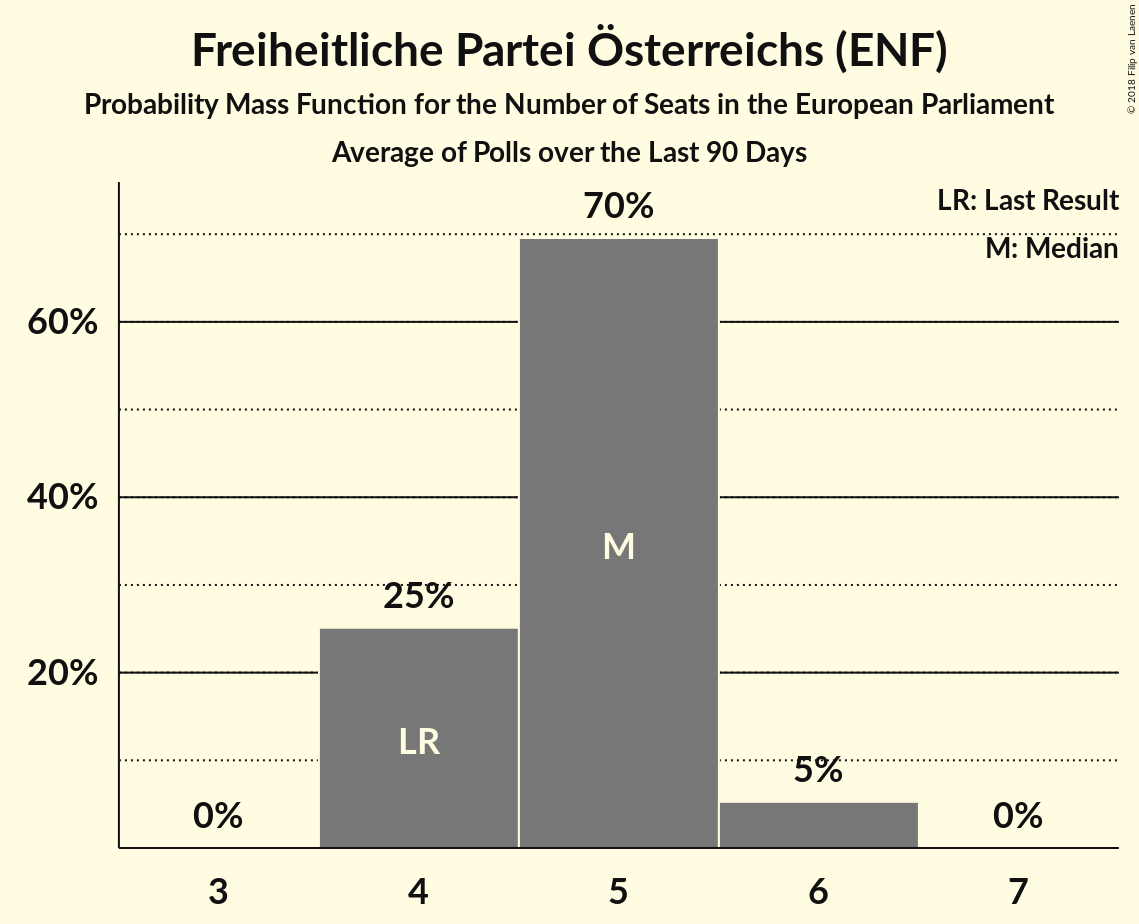 Freiheitliche Partei Österreichs (ENF)
Probability Mass Function for the Number of Seats in the European Parliament
Average of Polls over the Last 90 Days
© 2018 Filip van Laenen
LR: Last Result
M: Median
70%
60%
40%
20%
M
25%
LR
5%
0%
0%
3 4 5 6 7